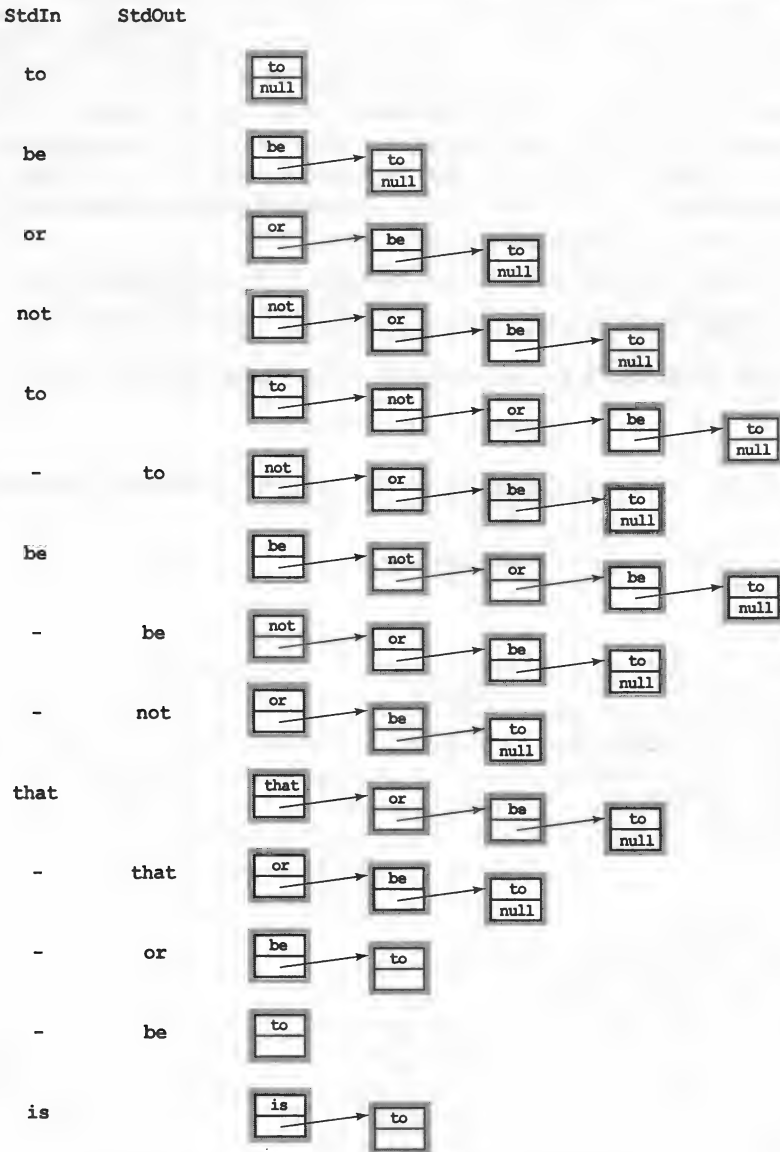 StdIn StdOut
to
to
null
be
be
to
null
or
or
be
to
null
not
not
or
be
to
null
to
to
not
or
be
to
null
- to
not
or
be
to
null
be
be
not
or
be
to
null
- be
not
or
be
to
null
- not
or
be
to
null
that
that
or
be
to
null
- that
or
be
to
null
- or
be
to
- be
to
is
is
to